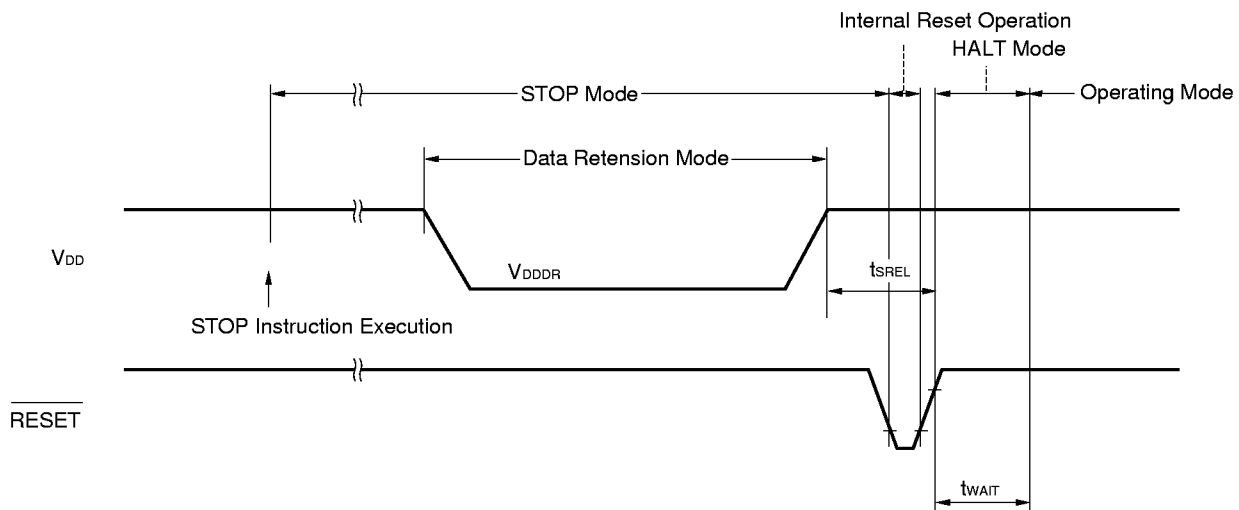 Internal Reset Operation
HALT Mode
STOP Mode
Operating Mode
Data Retension Mode
VDD
VDDDR
tSREL
STOP Instruction Execution
RESET
tWAIT